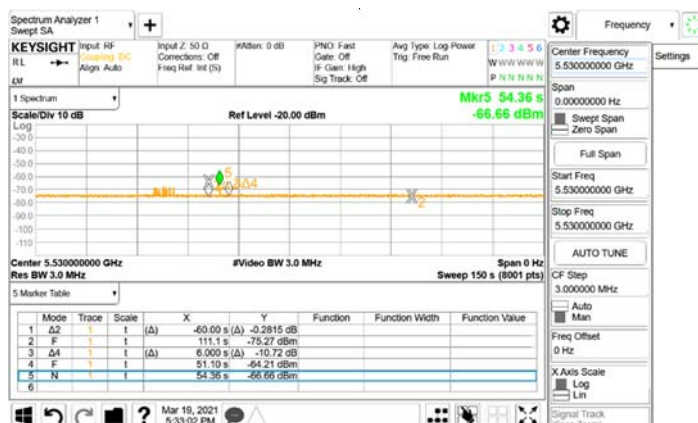 Spectrum Analyzer 1
Swept SA
Frequency
KEYSIGHT
RL
Input: RF
Coupling: DC
Align: Auto
Input Z: 50 Ω
Corrections: Off
Freq Ref: Int (S)
#Atten: 0 dB
PNO: Fast
Gate: Off
IF Gain: High
Sig Track: Off
Avg Type: Log-Power
Trig: Free Run
1 2 3 4 5 6
W W W W W W
P N N N N N
Center Frequency
5.530000000 GHz
Settings
1 Spectrum
Scale/Div 10 dB
Ref Level -20.00 dBm
Mkr5 54.36 s
-66.66 dBm
Span
0.00000000 Hz
Swept Span
Zero Span
Full Span
Start Freq
5.530000000 GHz
Stop Freq
5.530000000 GHz
AUTO TUNE
CF Step
3.000000 MHz
Auto
Man
Freq Offset
0 Hz
X Axis Scale
Log
Lin
Signal Track
Log
-30.0
-40.0
-50.0
-60.0
-70.0
-80.0
-90.0
-100
-110
5
3Δ4
2
Center 5.530000000 GHz
Res BW 3.0 MHz
#Video BW 3.0 MHz
Span 0 Hz
Sweep 150 s (8001 pts)
5 Marker Table
Mode Trace Scale X Y Function Function Width Function Value
1 Δ2 1 t (Δ) -60.00 s (Δ) -0.2815 dB
2 F 1 t 111.1 s -75.27 dBm
3 Δ4 1 t (Δ) 6.000 s (Δ) -10.72 dB
4 F 1 t 51.10 s -64.21 dBm
5 N 1 t 54.36 s -66.66 dBm
6
?
Mar 19, 2021
5:33:02 PM